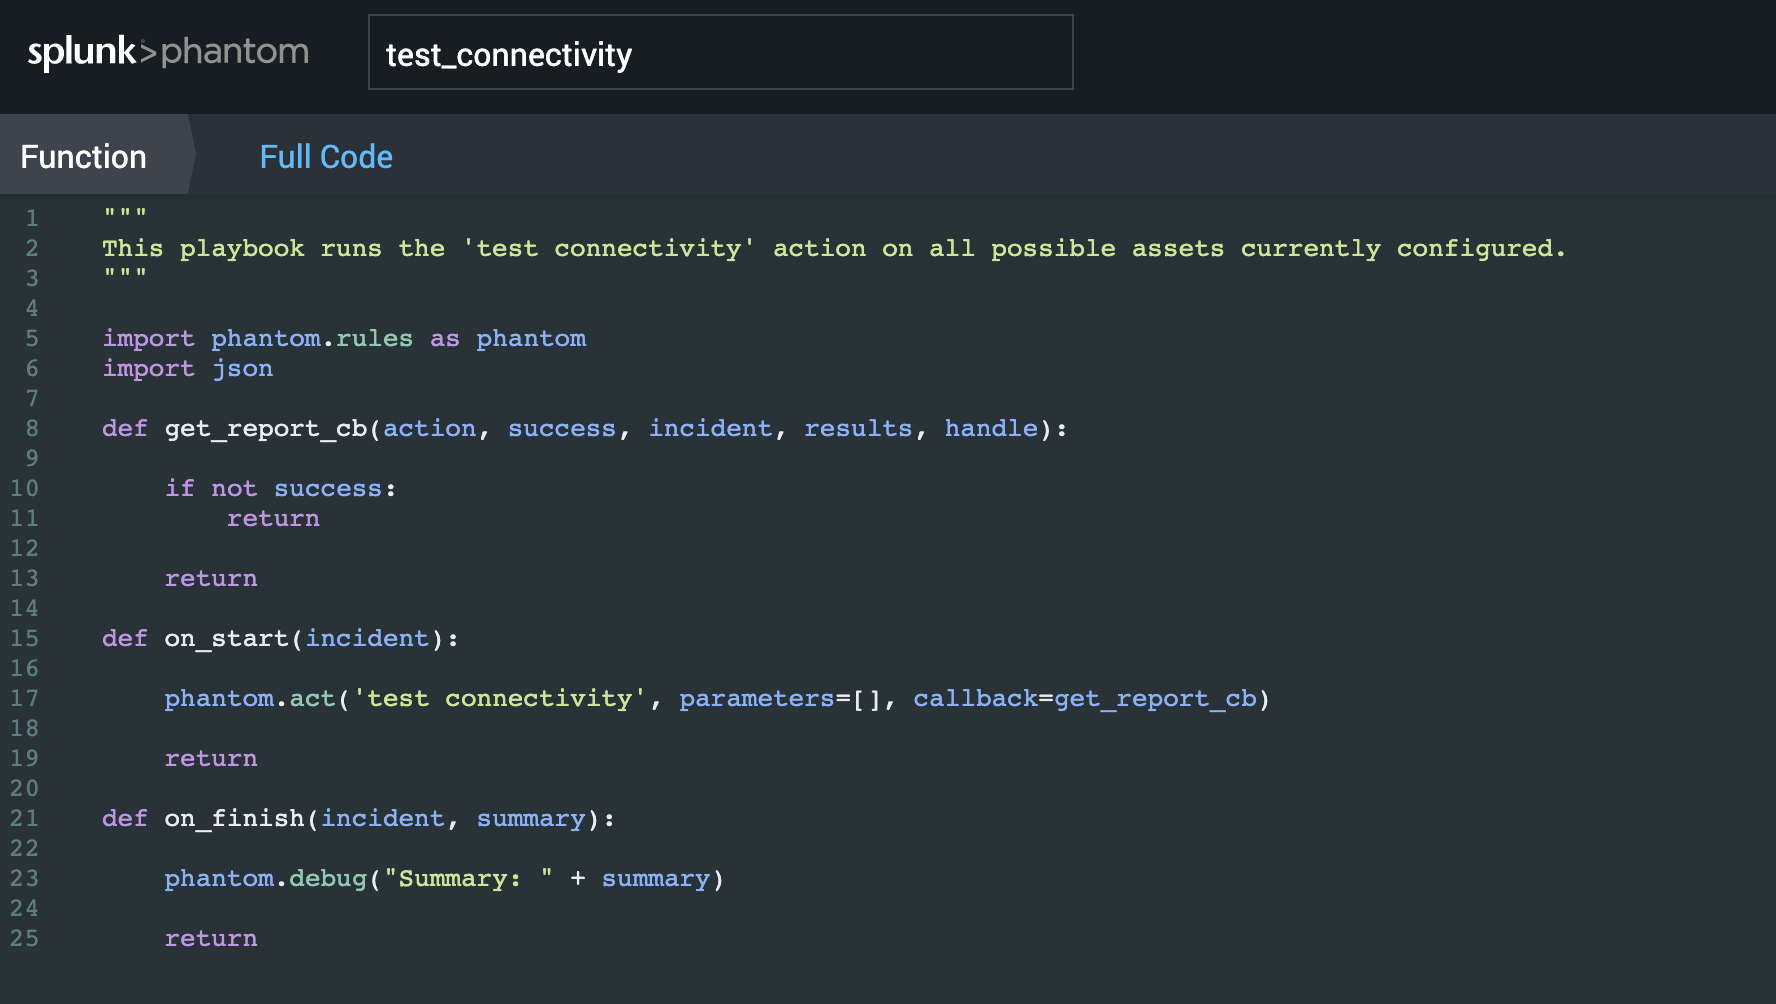 splunk>phantom
test_connectivity
Function
Full Code
1 """
2 This playbook runs the 'test connectivity' action on all possible assets currently configured.
3 """
4
5 import phantom.rules as phantom
6 import json
7
8 def get_report_cb(action, success, incident, results, handle):
9
10     if not success:
11         return
12
13     return
14
15 def on_start(incident):
16
17     phantom.act('test connectivity', parameters=[], callback=get_report_cb)
18
19     return
20
21 def on_finish(incident, summary):
22
23     phantom.debug("Summary: " + summary)
24
25     return